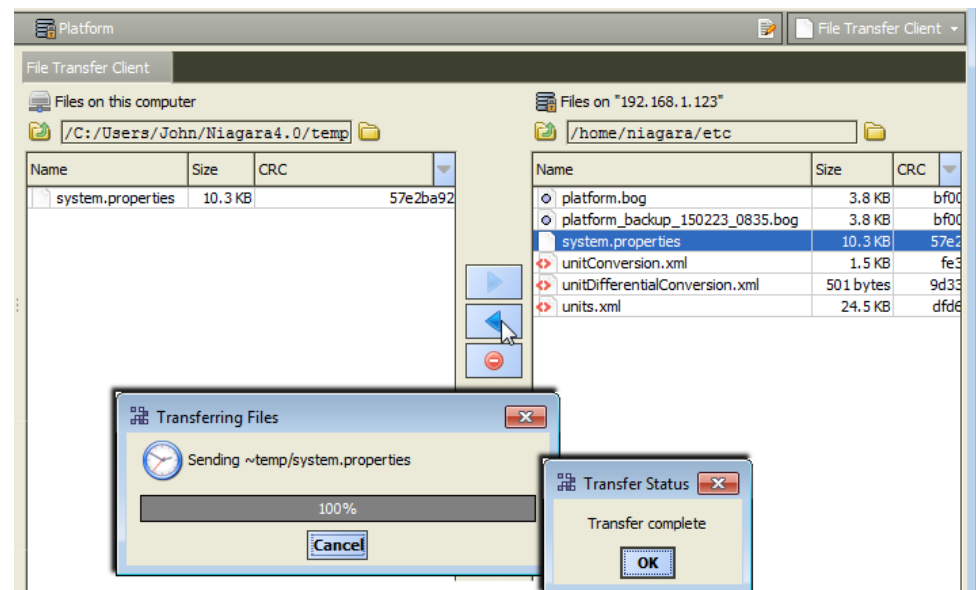 Platform
File Transfer Client
File Transfer Client
Files on this computer
/C:/Users/John/Niagara4.0/temp
Name Size CRC
system.properties 10.3 KB 57e2ba92
Files on "192.168.1.123"
/home/niagara/etc
Name Size CRC
platform.bog 3.8 KB bf00
platform_backup_150223_0835.bog 3.8 KB bf00
system.properties 10.3 KB 57e2
unitConversion.xml 1.5 KB fe3
unitDifferentialConversion.xml 501 bytes 9d33
units.xml 24.5 KB dfd6
Transferring Files
Sending ~temp/system.properties
100%
Cancel
Transfer Status
Transfer complete
OK